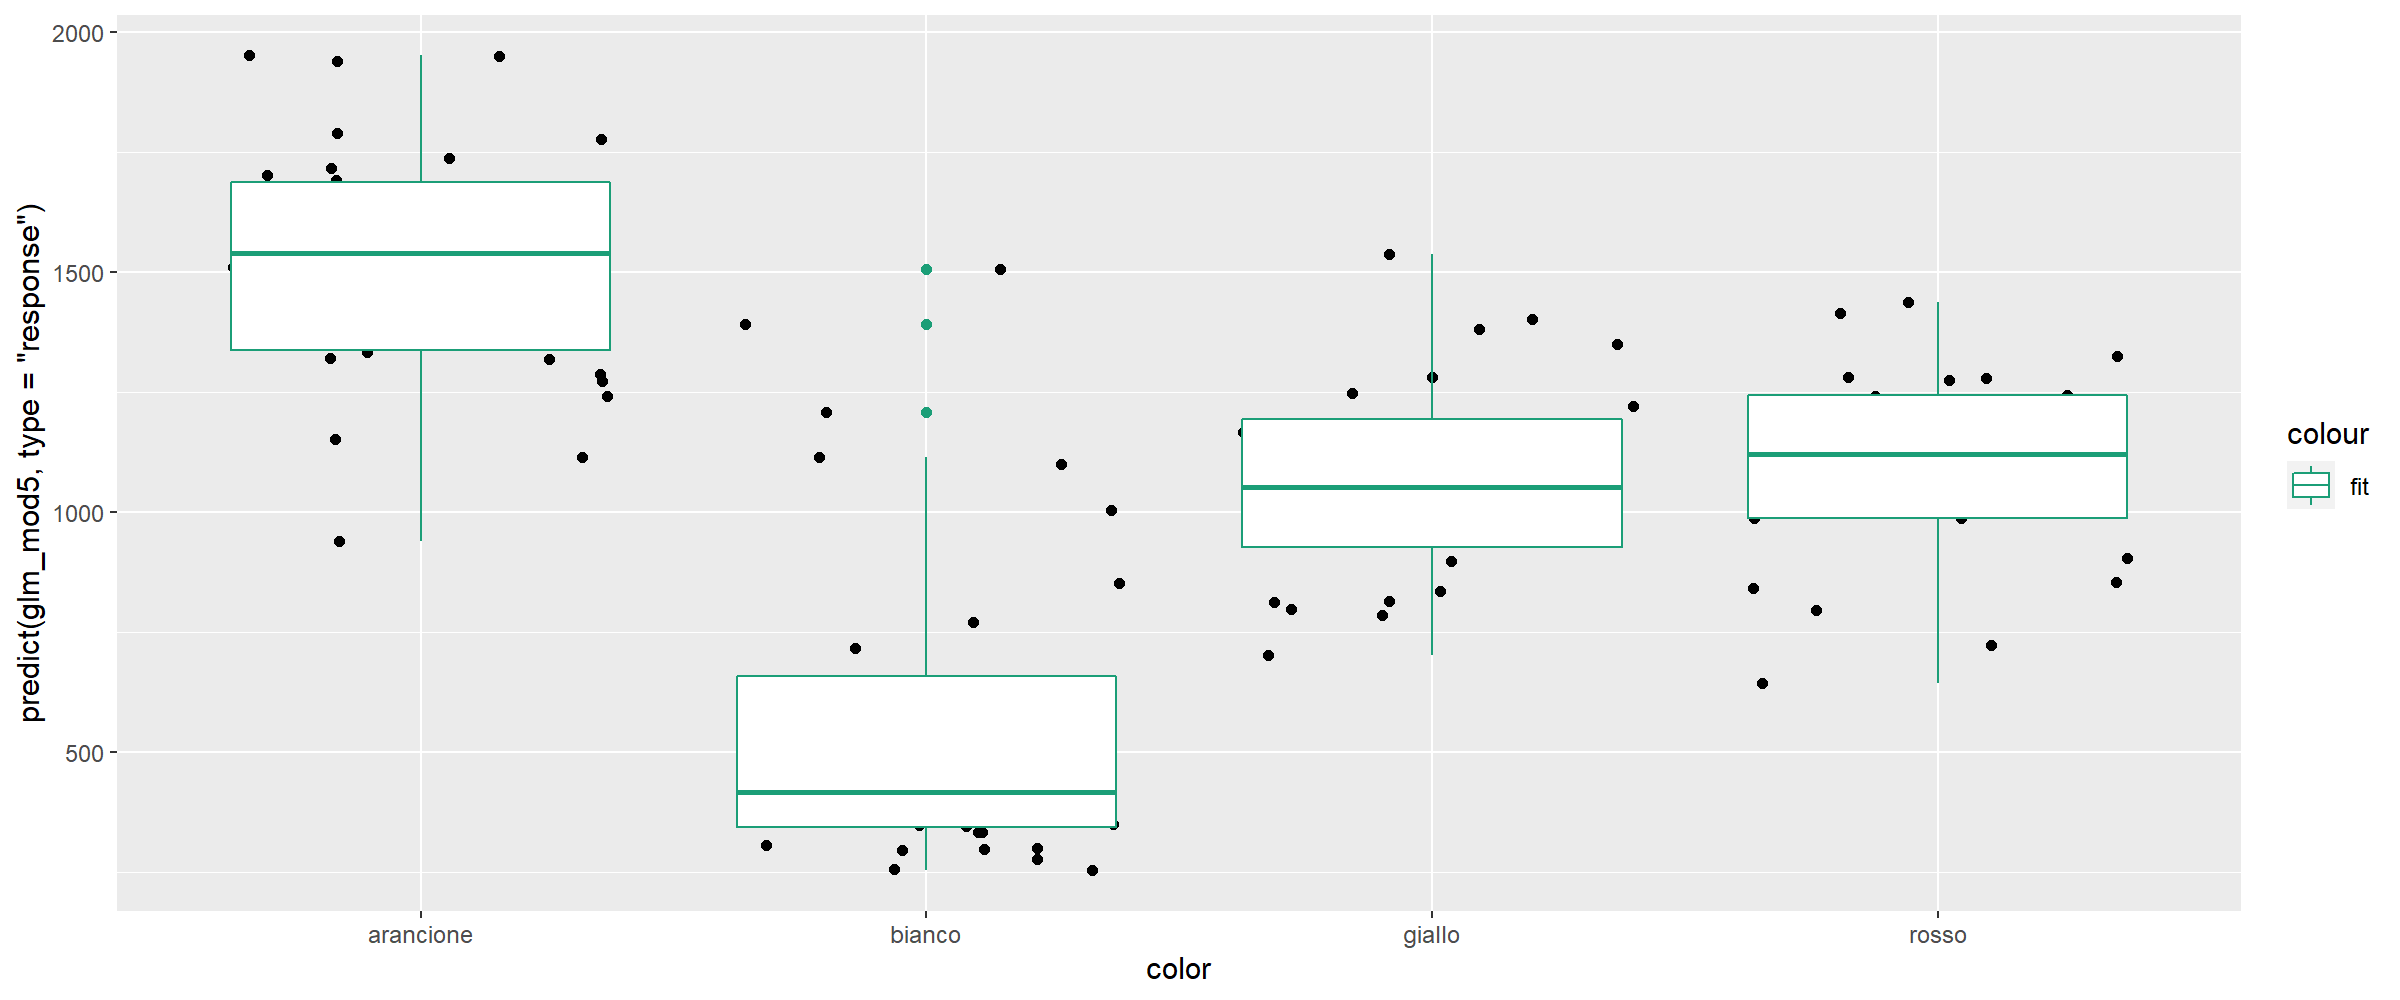 predict(glm_mod5, type = "response")
2000
1500
1000
500
arancione
bianco
giallo
rosso
color
colour
fit